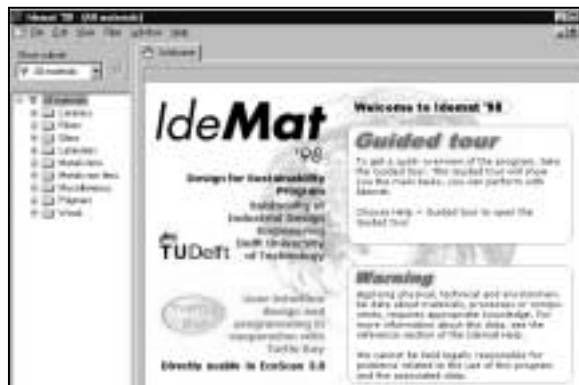 Idemat '98 - (All materials)
File Edit View Filter Window Help
Welcome
All materials
All materials
Ceramics
Fibres
Glass
Laminates
Metals ferro
Metals non ferro
Miscellaneous
Polymers
Wood
IdeMat
'98
Design for Sustainability
Program
Subfaculty of
Industrial Design
Engineering
Delft University
of Technology
TUDelft
User interface
design and
programming in
cooperation with
Turtle Bay
Directly usable in EcoScan 2.0
Welcome to Idemat '98
Guided tour
To get a quick overview of the program, take
the Guided tour. The Guided tour will show
you the main tasks, you can perform with
Idemat.
Choose Help - Guided tour to open the
Guided tour
Warning
Applying physical, technical and environmen-
tal data about materials, processes or compo-
nents, requires appropriate knowledge. For
more information about this data, see the
reference section of the Idemat Help.
We cannot be held legally responsible for
problems related to the use of this program
and the associated data.